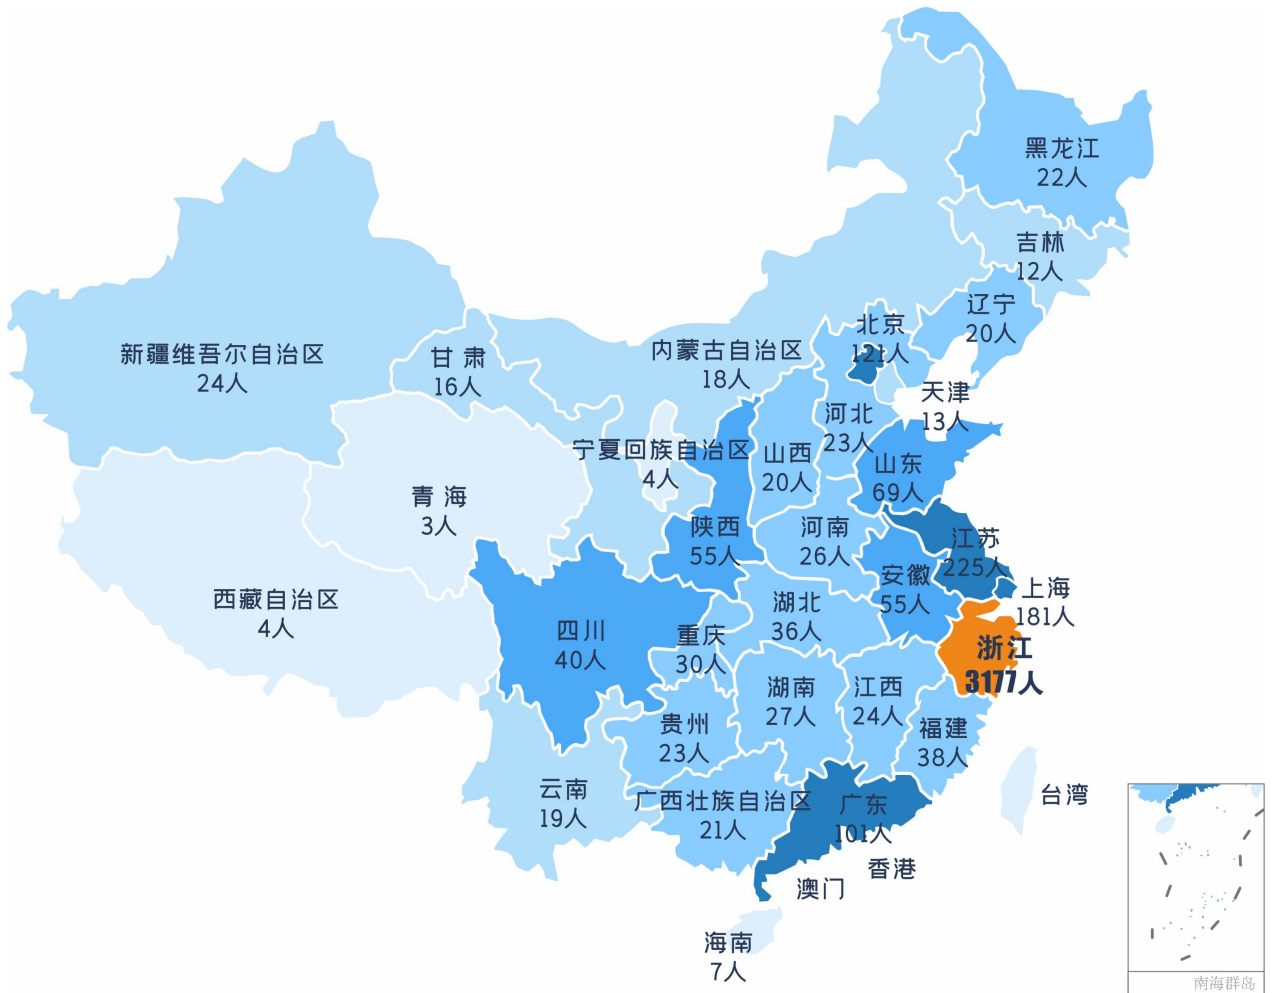 黑龙江
22人
吉林
12人
辽宁
20人
北京
121人
新疆维吾尔自治区
24人
甘 肃
16人
内蒙古自治区
18人
天津
13人
河北
23人
宁夏回族自治区
4人
山西
20人
山东
69人
青 海
3人
陕西
55人
河南
26人
江苏
225人
安徽
55人
上海
181人
西藏自治区
4人
湖北
36人
四川
40人
重庆
30人
浙江
3177人
湖南
27人
江西
24人
贵州
23人
福建
38人
云南
19人
广西壮族自治区
21人
广东
101人
台湾
香港
澳门
海南
7人
南海群岛